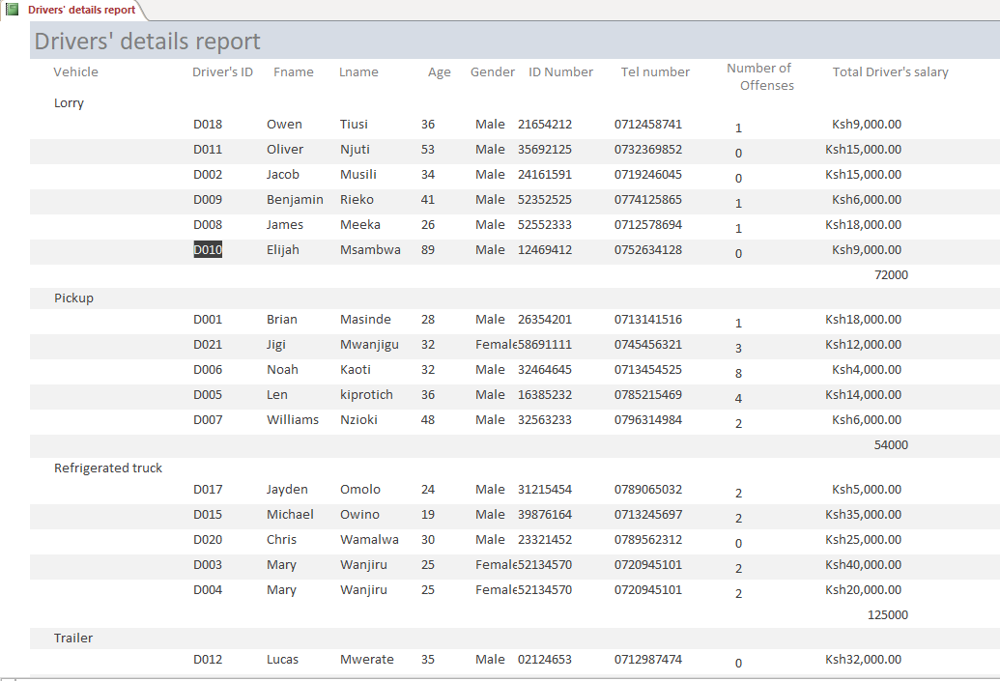 Drivers' details report
Drivers' details report
Vehicle Driver's ID Fname Lname Age Gender ID Number Tel number Number of Offenses Total Driver's salary
Lorry
D018 Owen Tiusi 36 Male 21654212 0712458741 1 Ksh9,000.00
D011 Oliver Njuti 53 Male 35692125 0732369852 0 Ksh15,000.00
D002 Jacob Musili 34 Male 24161591 0719246045 0 Ksh15,000.00
D009 Benjamin Rieko 41 Male 52352525 0774125865 1 Ksh6,000.00
D008 James Meeka 26 Male 52552333 0712578694 1 Ksh18,000.00
D010 Elijah Msambwa 89 Male 12469412 0752634128 0 Ksh9,000.00
72000
Pickup
D001 Brian Masinde 28 Male 26354201 0713141516 1 Ksh18,000.00
D021 Jigi Mwanjigu 32 Female 58691111 0745456321 3 Ksh12,000.00
D006 Noah Kaoti 32 Male 32464645 0713454525 8 Ksh4,000.00
D005 Len kiprotich 36 Male 16385232 0785215469 4 Ksh14,000.00
D007 Williams Nzioki 48 Male 32563233 0796314984 2 Ksh6,000.00
54000
Refrigerated truck
D017 Jayden Omolo 24 Male 31215454 0789065032 2 Ksh5,000.00
D015 Michael Owino 19 Male 39876164 0713245697 2 Ksh35,000.00
D020 Chris Wamalwa 30 Male 23321452 0789562312 0 Ksh25,000.00
D003 Mary Wanjiru 25 Female 52134570 0720945101 2 Ksh40,000.00
D004 Mary Wanjiru 25 Female 52134570 0720945101 2 Ksh20,000.00
125000
Trailer
D012 Lucas Mwerate 35 Male 02124653 0712987474 0 Ksh32,000.00